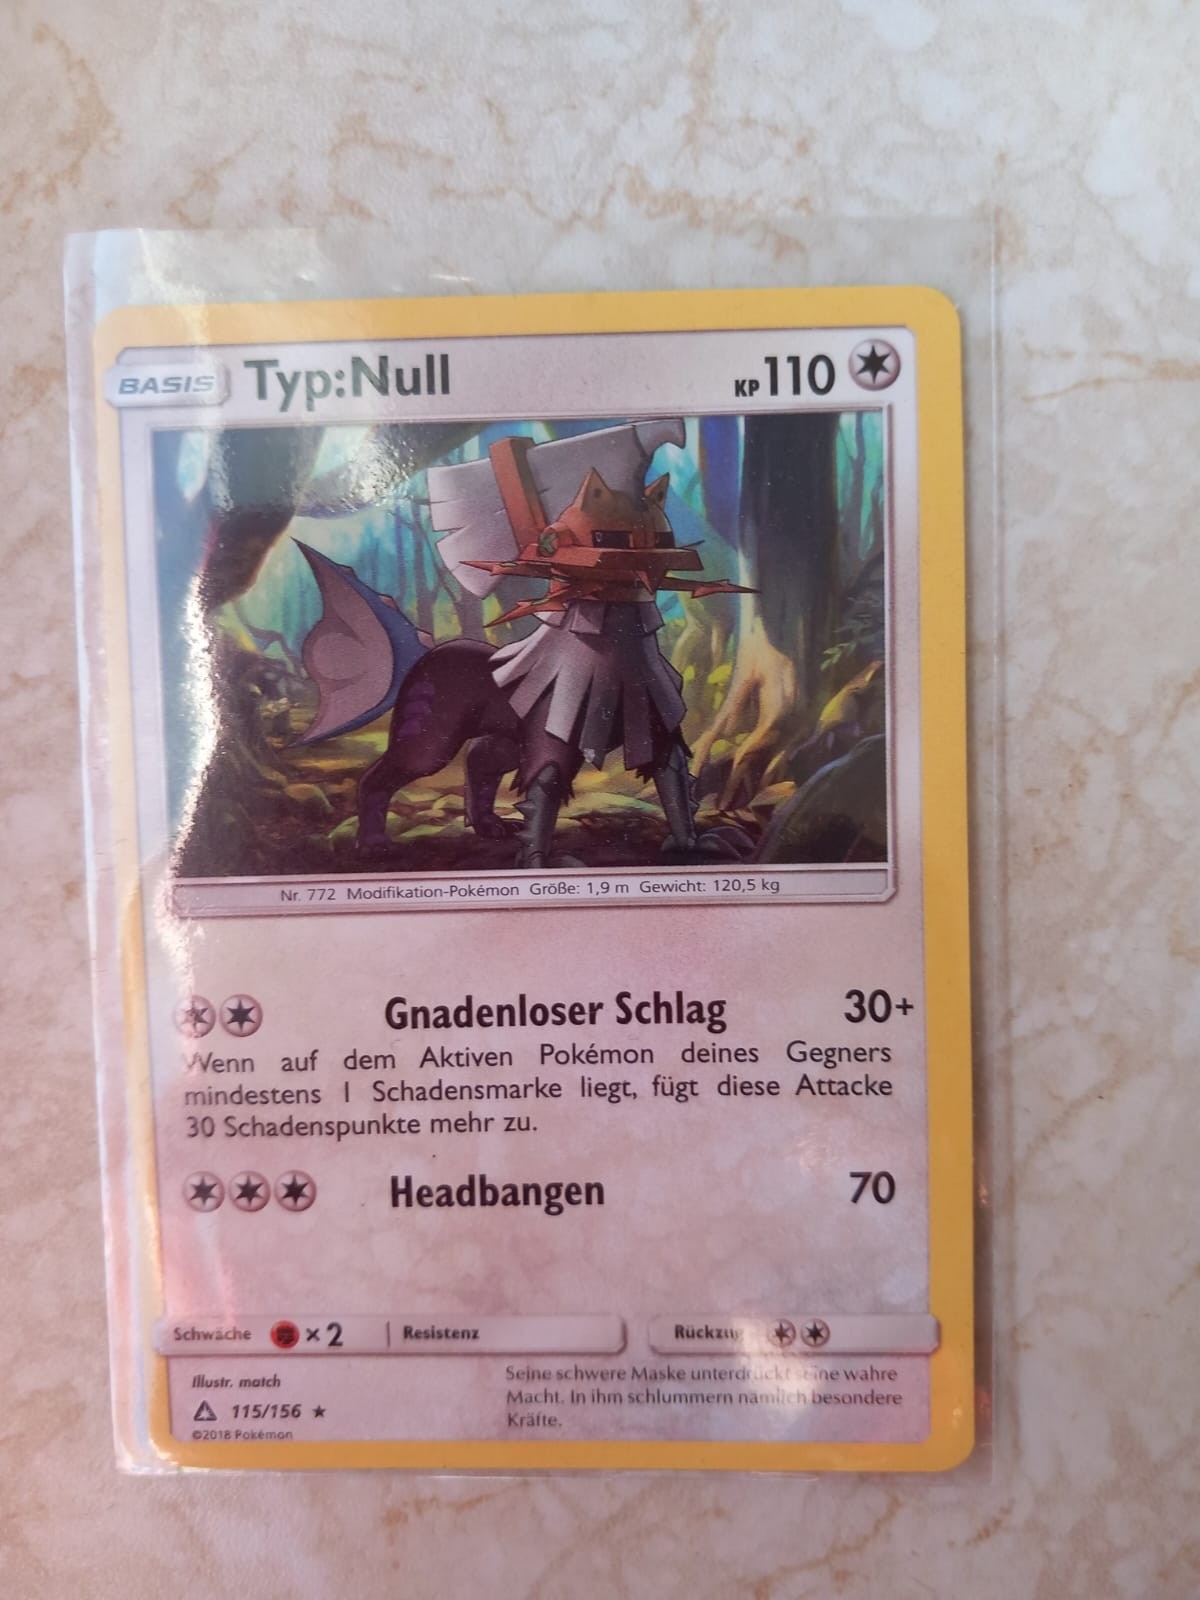 BASIS Typ:Null KP 110
Nr. 772 Modifikation-Pokémon Größe: 1,9 m Gewicht: 120,5 kg
Gnadenloser Schlag 30+
Wenn auf dem Aktiven Pokémon deines Gegners
mindestens 1 Schadensmarke liegt, fügt diese Attacke
30 Schadenspunkte mehr zu.
Headbangen 70
Schwäche ×2 Resistenz Rückzug
Illustr. match
115/156 ★
©2018 Pokémon
Seine schwere Maske unterdrückt seine wahre
Macht. In ihm schlummern nämlich besondere
Kräfte.